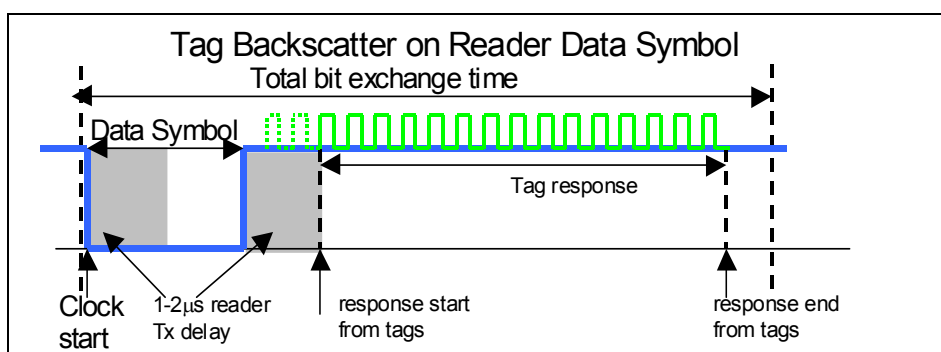 Tag Backscatter on Reader Data Symbol
Total bit exchange time
Data Symbol
Tag response
Clock
start
1-2μs reader
Tx delay
response start
from tags
response end
from tags